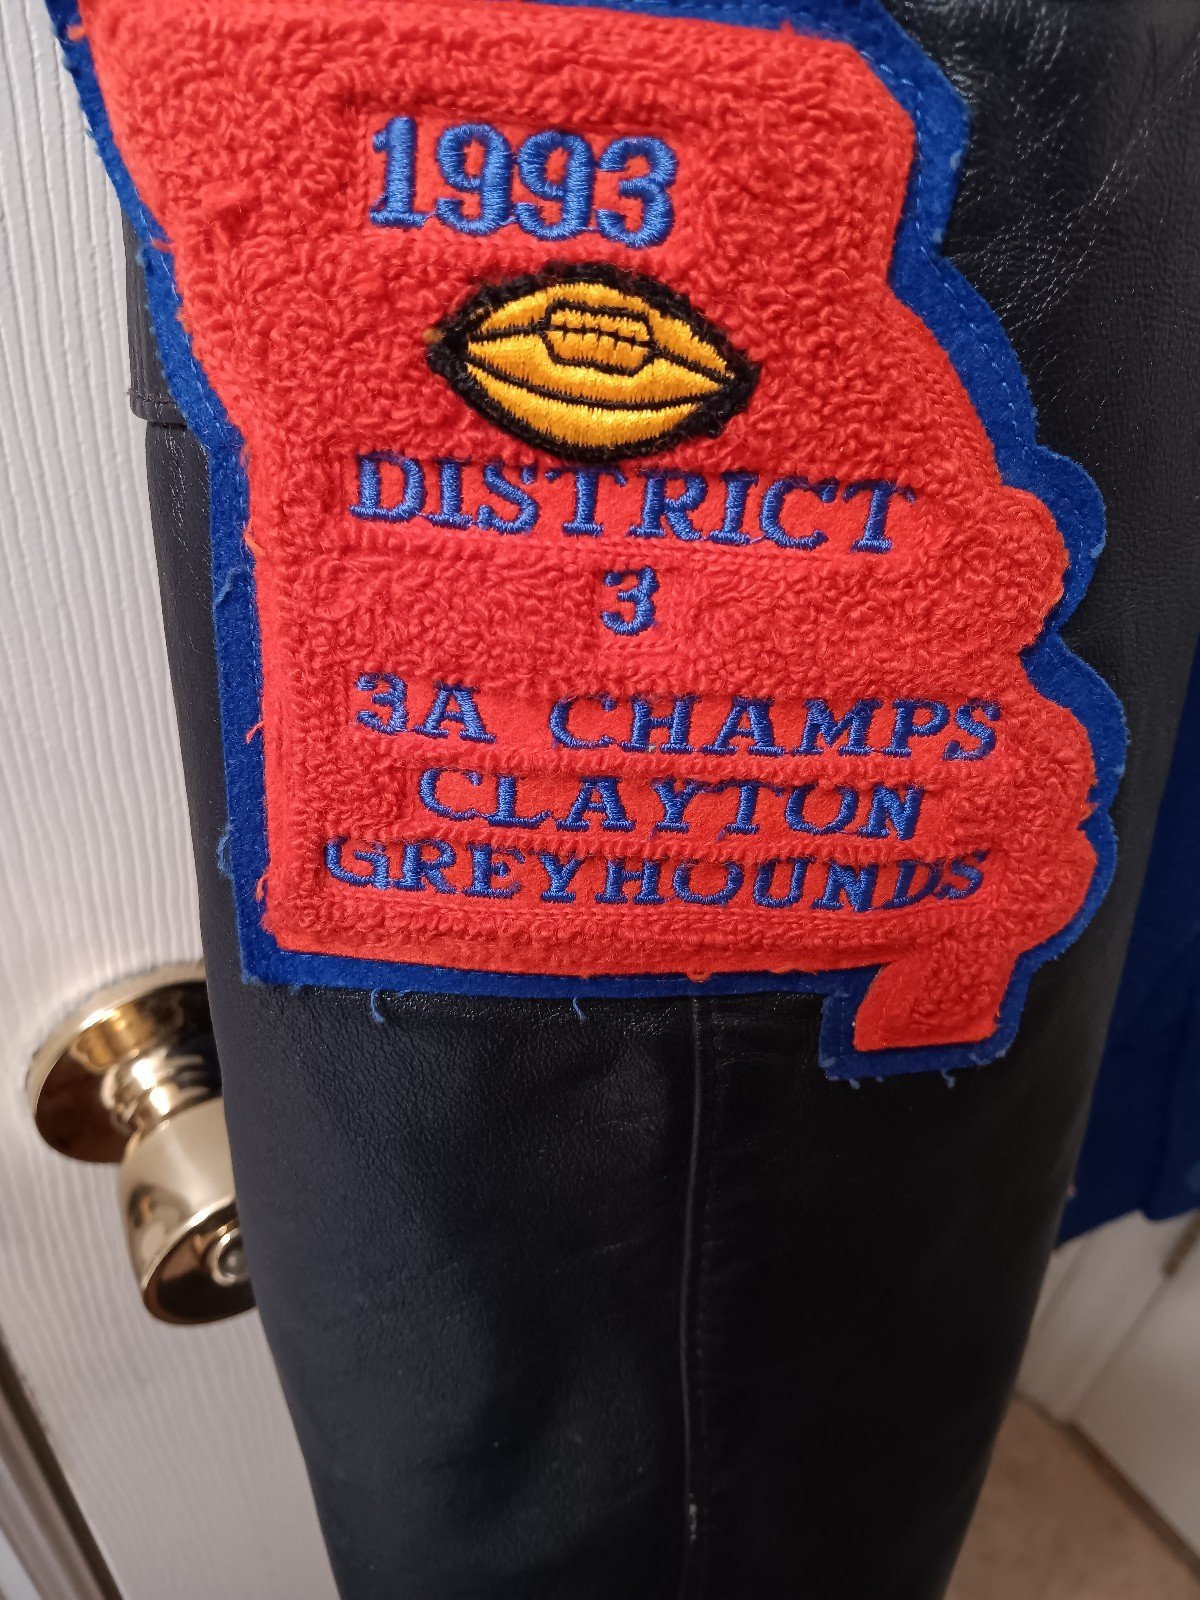 1993
DISTRICT
3
3A CHAMPS
CLAYTON
GREYHOUNDS